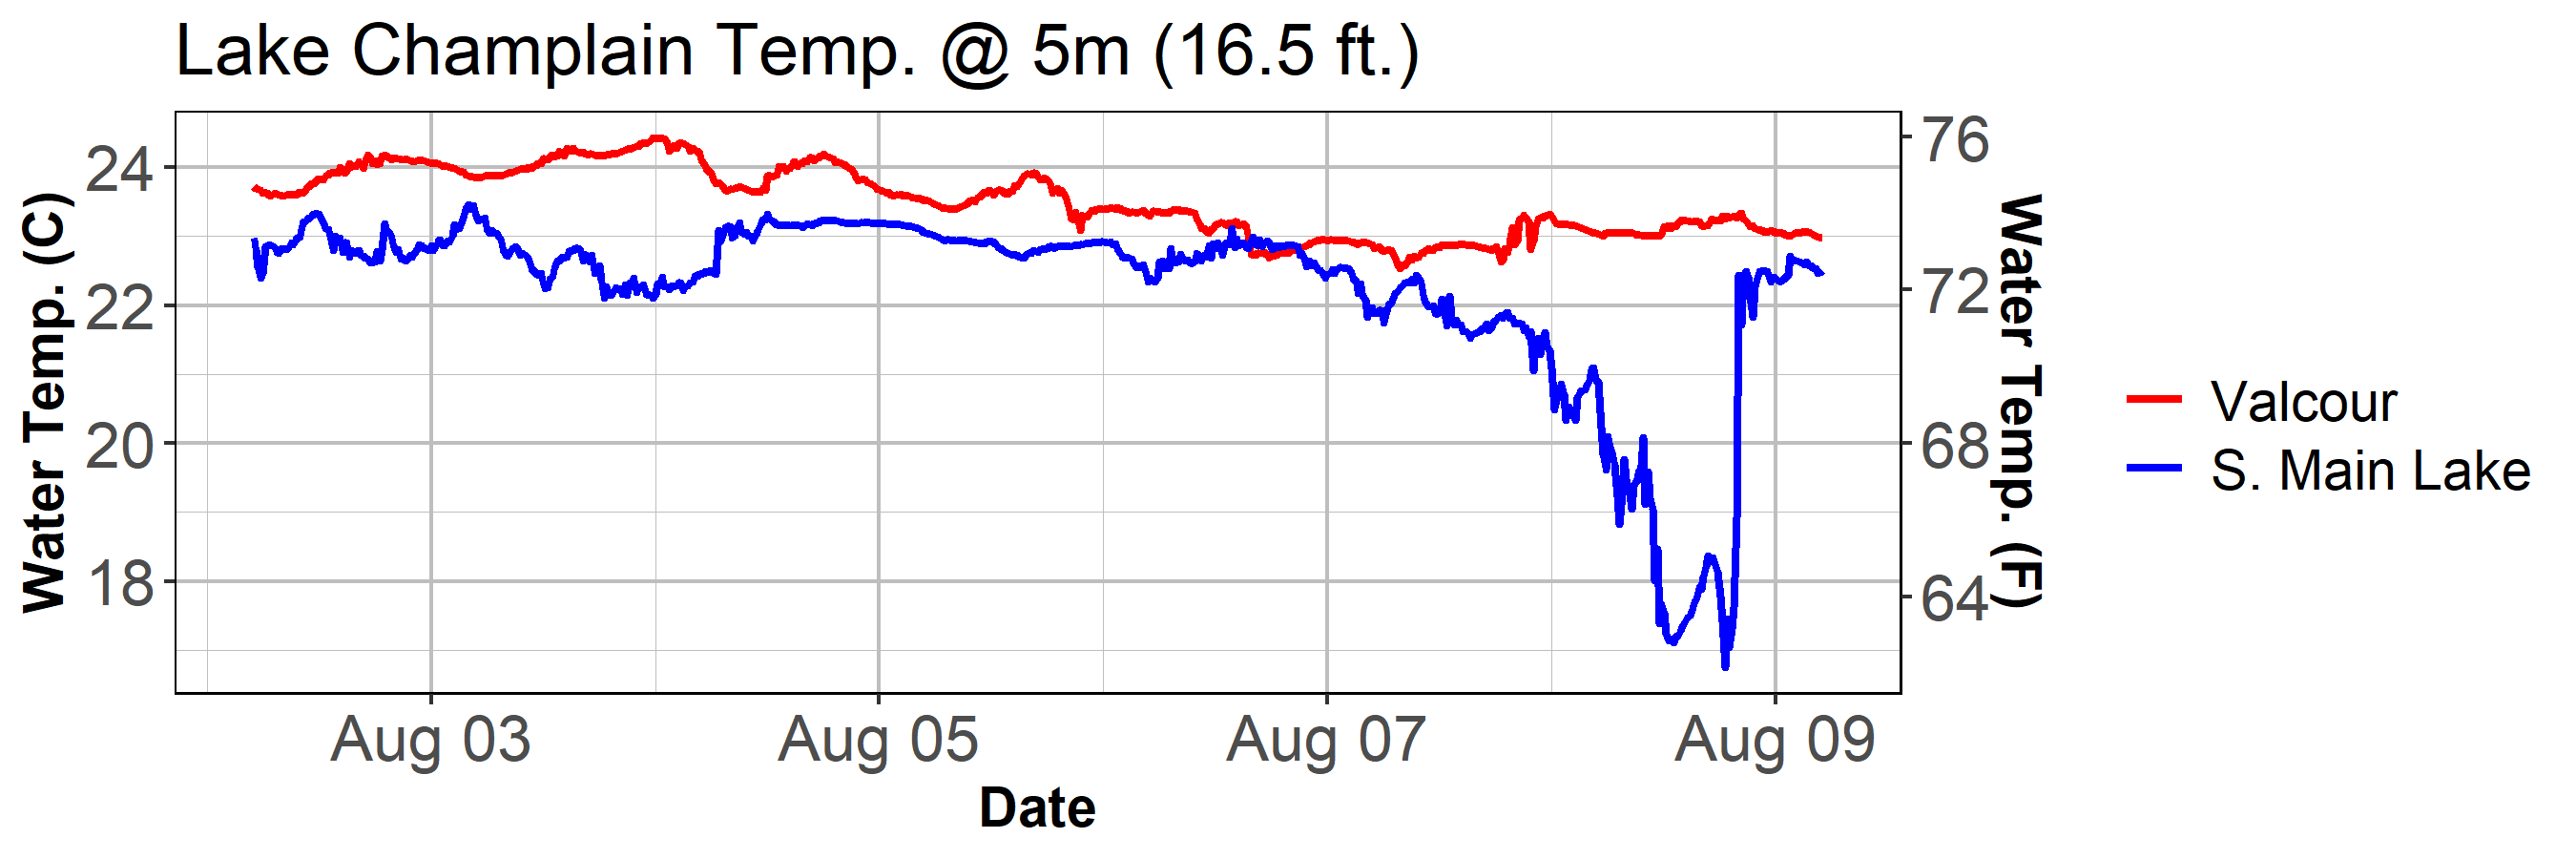 Lake Champlain Temp. @ 5m (16.5 ft.)
Water Temp. (C)
24
22
20
18
76
72
68
64
Water Temp. (F)
Aug 03 Aug 05 Aug 07 Aug 09
Date
Valcour
S. Main Lake